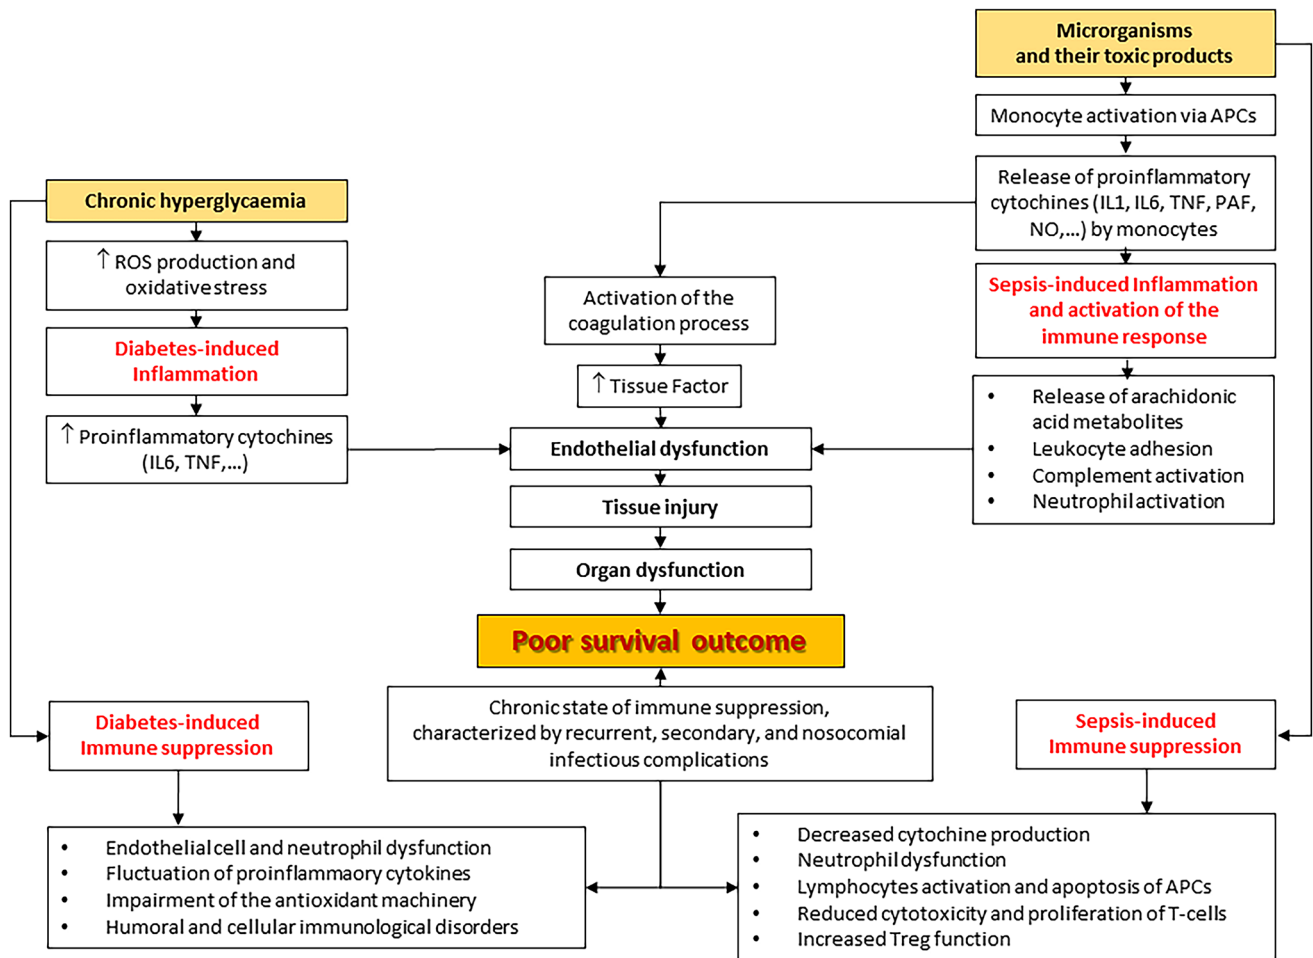 Microrganisms
and their toxic products
Monocyte activation via APCs
Release of proinflammatory
cytochines (IL1, IL6, TNF, PAF,
NO,...) by monocytes
Sepsis-induced Inflammation
and activation of the
immune response
• Release of arachidonic
acid metabolites
• Leukocyte adhesion
• Complement activation
• Neutrophil activation
Chronic hyperglycaemia
↑ ROS production and
oxidative stress
Diabetes-induced
Inflammation
↑ Proinflammatory cytochines
(IL6, TNF,...)
Activation of the
coagulation process
↑ Tissue Factor
Endothelial dysfunction
Tissue injury
Organ dysfunction
Poor survival outcome
Chronic state of immune suppression,
characterized by recurrent, secondary, and nosocomial
infectious complications
Diabetes-induced
Immune suppression
• Endothelial cell and neutrophil dysfunction
• Fluctuation of proinflammaory cytokines
• Impairment of the antioxidant machinery
• Humoral and cellular immunological disorders
Sepsis-induced
Immune suppression
• Decreased cytochine production
• Neutrophil dysfunction
• Lymphocytes activation and apoptosis of APCs
• Reduced cytotoxicity and proliferation of T-cells
• Increased Treg function